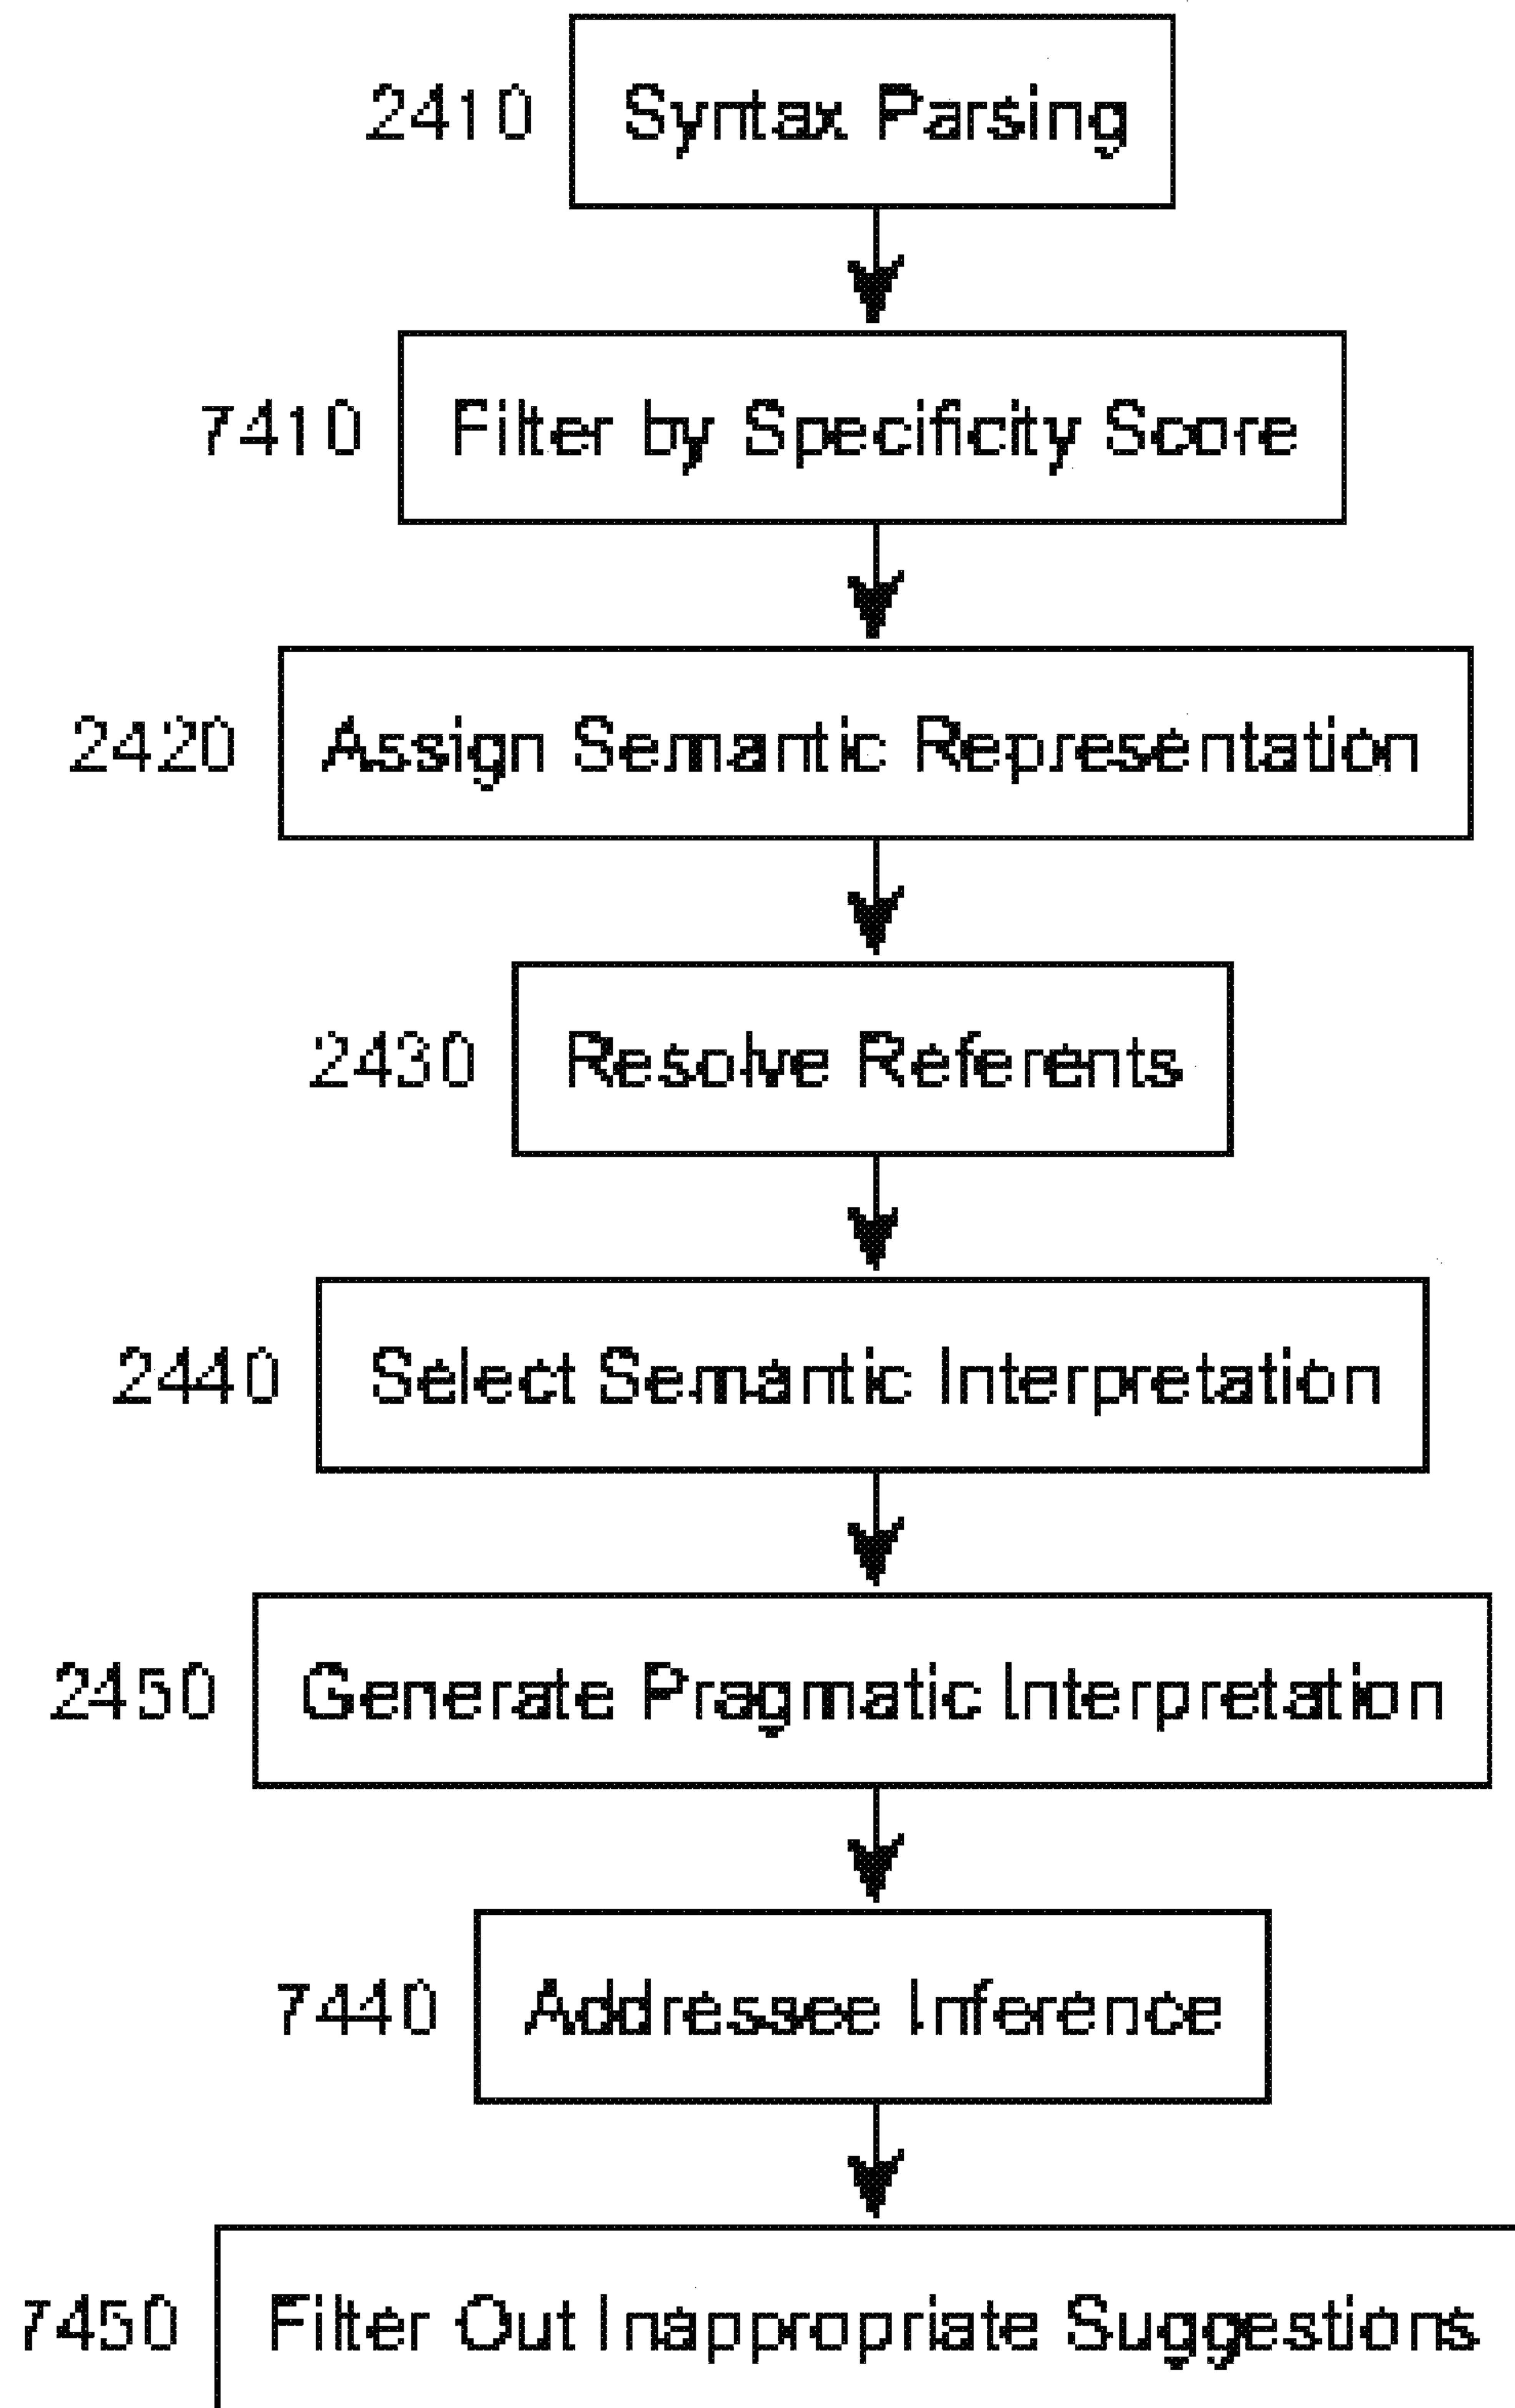 2410 Syntax Parsing
7410 Filter by Specificity Score
2420 Assign Semantic Representation
2430 Resolve Referents
2440 Select Semantic Interpretation
2450 Generate Pragmatic Interpretation
7440 Addressee Inference
7450 Filter Out Inappropriate Suggestions